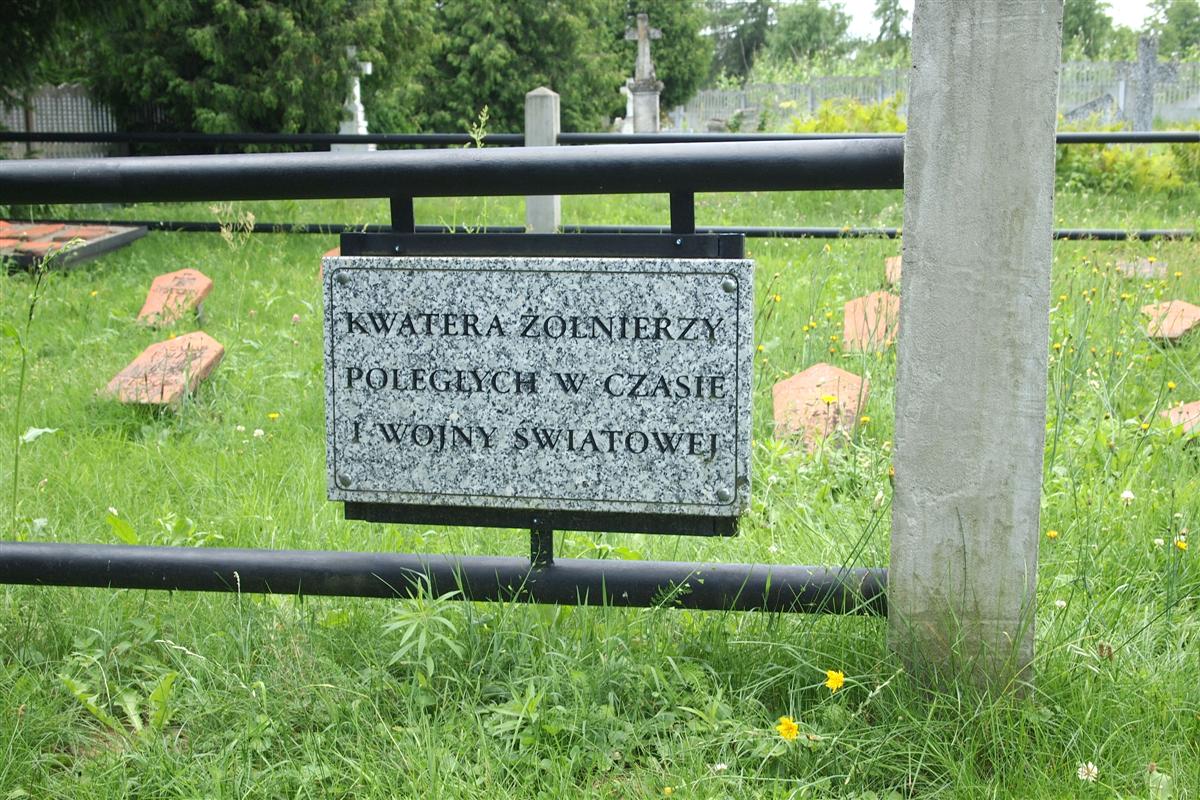 KWATERA ŻOŁNIERZY
POLEGŁYCH W CZASIE
I WOJNY ŚWIATOWEJ